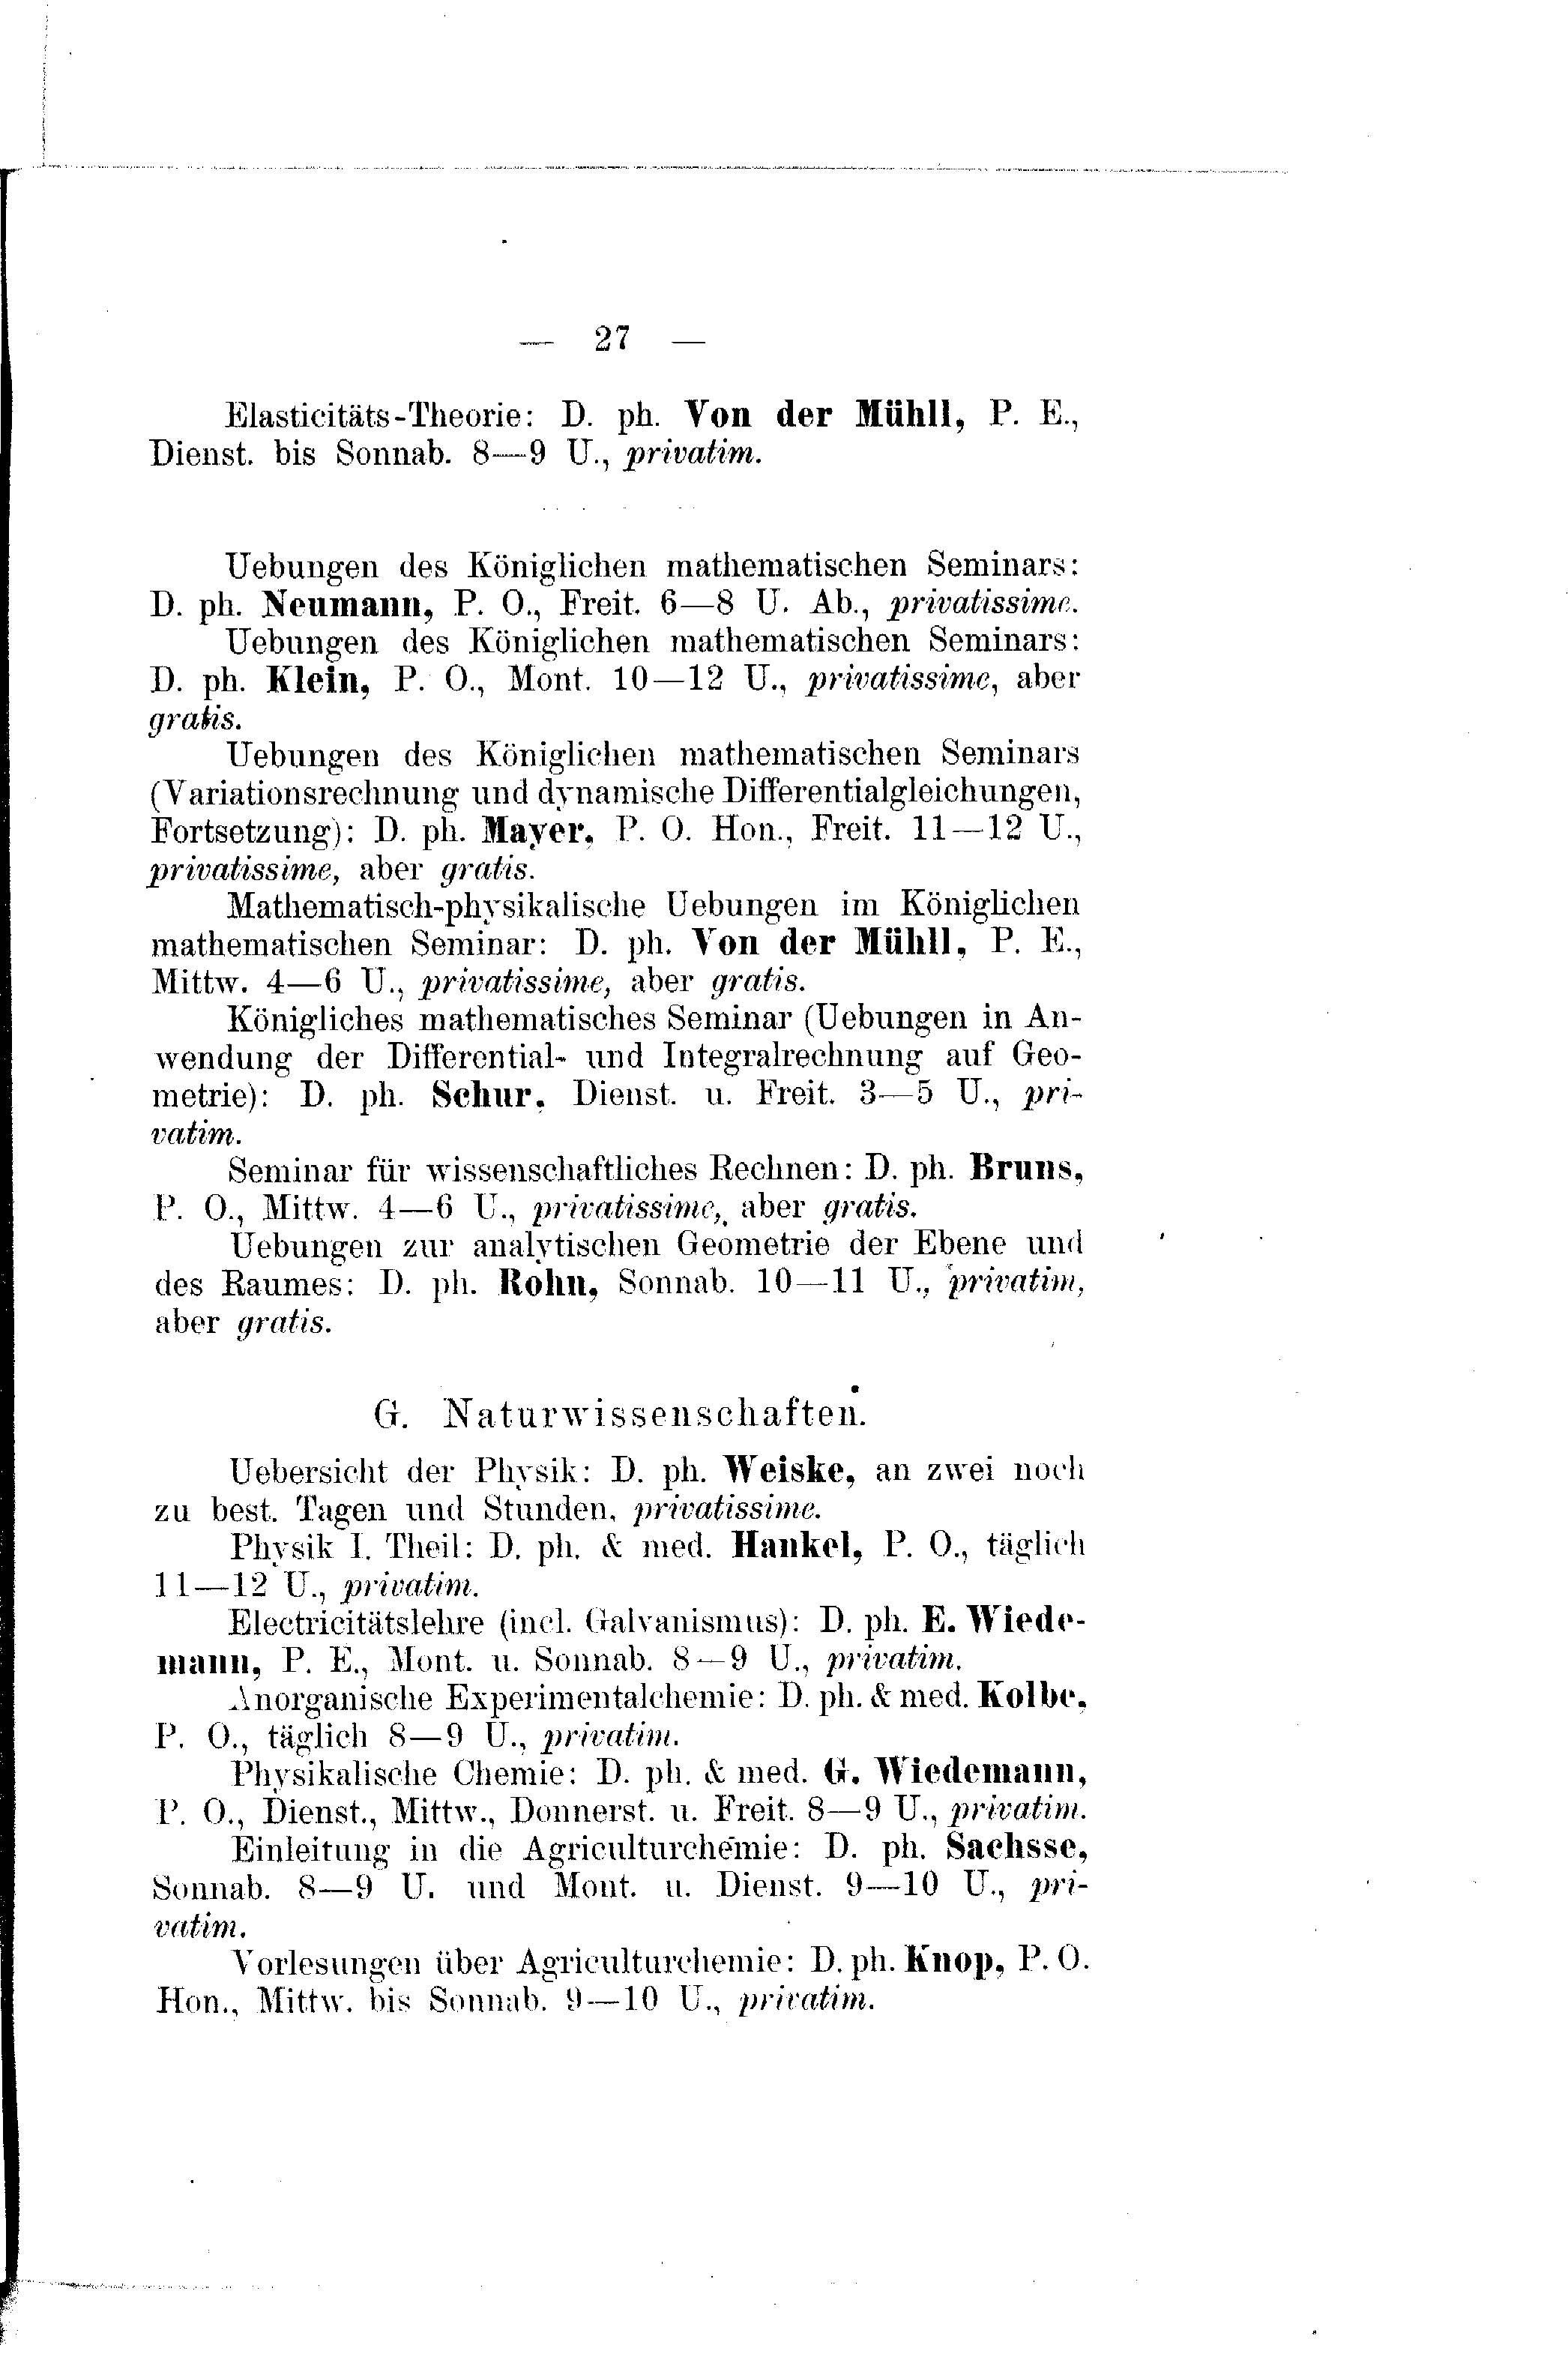 — 27 —
Elasticitäts-Theorie: D. ph. Von der Mühll, P. E.,
Dienst. bis Sonnab. 8—9 U., privatim.
Uebungen des Königlichen mathematischen Seminars:
D. ph. Neumann, P. O., Freit. 6—8 U. Ab., privatissime.
Uebungen des Königlichen mathematischen Seminars:
D. ph. Klein, P. O., Mont. 10—12 U., privatissime, aber
gratis.
Uebungen des Königlichen mathematischen Seminars
(Variationsrechnung und dynamische Differentialgleichungen,
Fortsetzung): D. ph. Mayer, P. O. Hon., Freit. 11—12 U.,
privatissime, aber gratis.
Mathematisch-physikalische Uebungen im Königlichen
mathematischen Seminar: D. ph. Von der Mühll, P. E.,
Mittw. 4—6 U., privatissime, aber gratis.
Königliches mathematisches Seminar (Uebungen in An-
wendung der Differential- und Integralrechnung auf Geo-
metrie): D. ph. Schur, Dienst. u. Freit. 3—5 U., pri-
vatim.
Seminar für wissenschaftliches Rechnen: D. ph. Bruns,
P. O., Mittw. 4—6 U., privatissime, aber gratis.
Uebungen zur analytischen Geometrie der Ebene und
des Raumes: D. ph. Rohn, Sonnab. 10—11 U., privatim,
aber gratis.
G. Naturwissenschaften.
Uebersicht der Physik: D. ph. Weiske, an zwei noch
zu best. Tagen und Stunden, privatissime.
Physik I. Theil: D. ph. & med. Hankel, P. O., täglich
11—12 U., privatim.
Electricitätslehre (incl. Galvanismus): D. ph. E. Wiede-
mann, P. E., Mont. u. Sonnab. 8—9 U., privatim.
Anorganische Experimentalchemie: D. ph. & med. Kolbe,
P. O., täglich 8—9 U., privatim.
Physikalische Chemie: D. ph. & med. G. Wiedemann,
P. O., Dienst., Mittw., Donnerst. u. Freit. 8—9 U., privatim.
Einleitung in die Agriculturchemie: D. ph. Sachsse,
Sonnab. 8—9 U. und Mont. u. Dienst. 9—10 U., pri-
vatim.
Vorlesungen über Agriculturchemie: D. ph. Knop, P. O.
Hon., Mittw. bis Sonnab. 9—10 U., privatim.